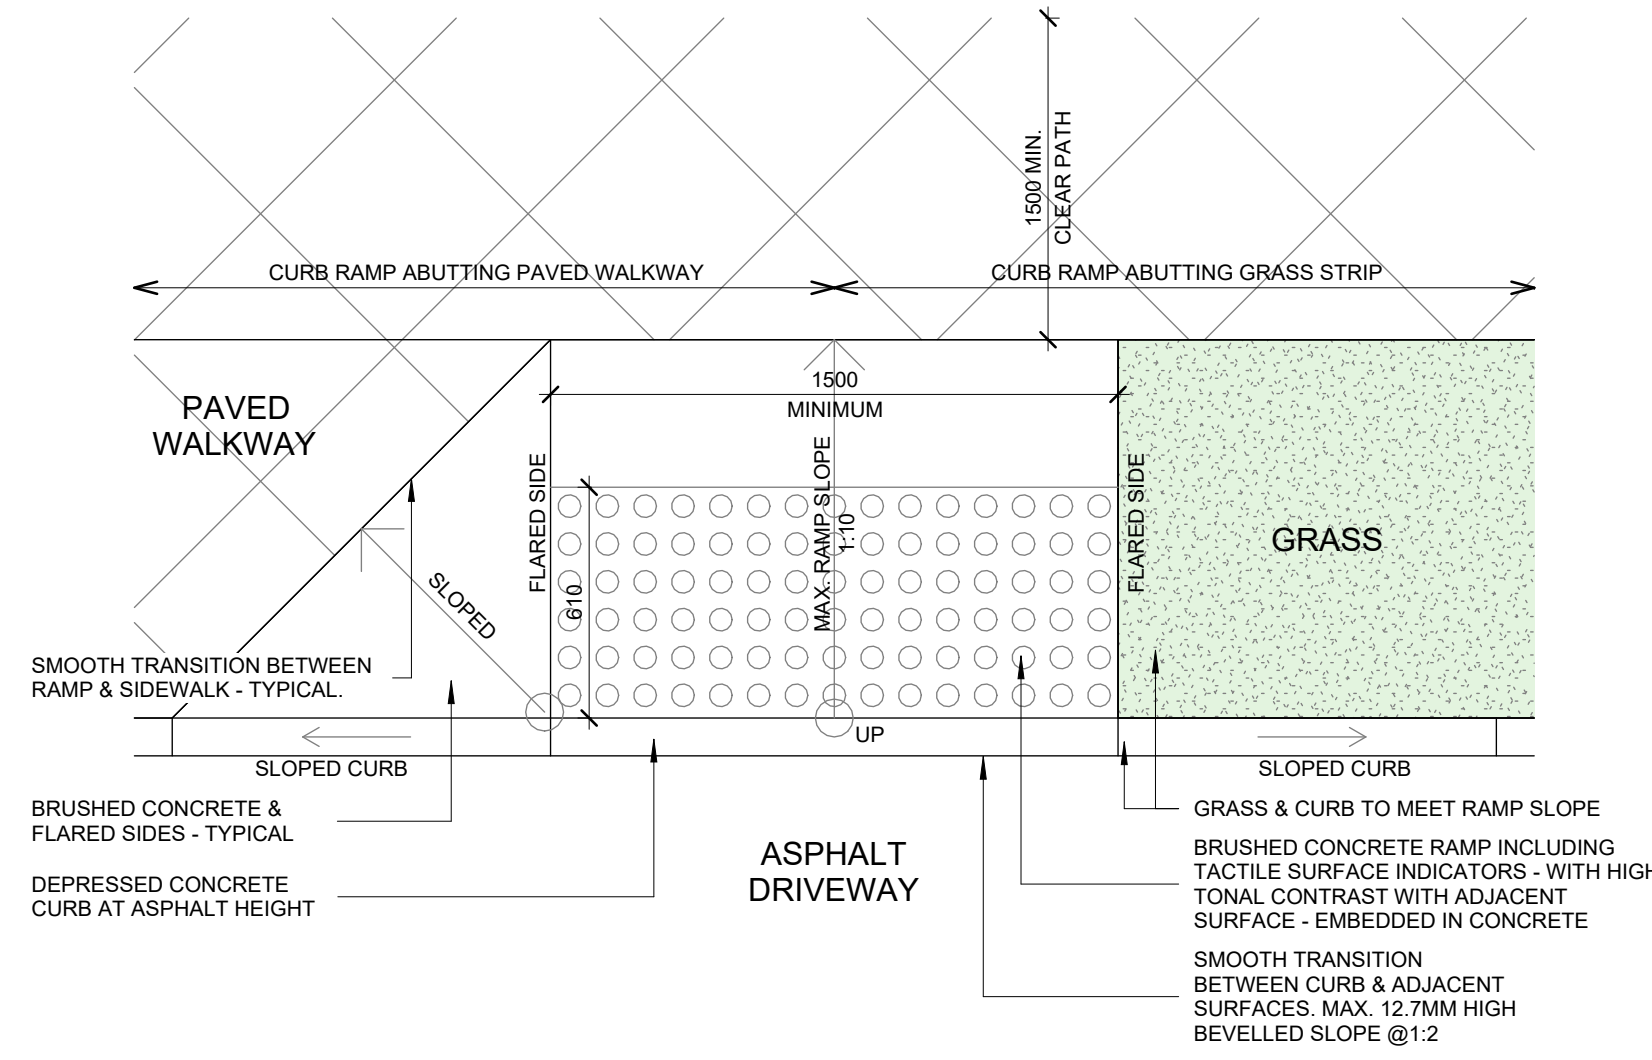 1500 MIN.
CLEAR PATH
CURB RAMP ABUTTING PAVED WALKWAY
CURB RAMP ABUTTING GRASS STRIP
PAVED
WALKWAY
1500
MINIMUM
FLARED SIDE
MAX. RAMP SLOPE
1:10
FLARED SIDE
GRASS
610
SLOPED
SMOOTH TRANSITION BETWEEN
RAMP & SIDEWALK - TYPICAL.
UP
SLOPED CURB
SLOPED CURB
BRUSHED CONCRETE &
FLARED SIDES - TYPICAL
DEPRESSED CONCRETE
CURB AT ASPHALT HEIGHT
ASPHALT
DRIVEWAY
GRASS & CURB TO MEET RAMP SLOPE
BRUSHED CONCRETE RAMP INCLUDING
TACTILE SURFACE INDICATORS - WITH HIGH
TONAL CONTRAST WITH ADJACENT
SURFACE - EMBEDDED IN CONCRETE
SMOOTH TRANSITION
BETWEEN CURB & ADJACENT
SURFACES. MAX. 12.7MM HIGH
BEVELLED SLOPE @1:2